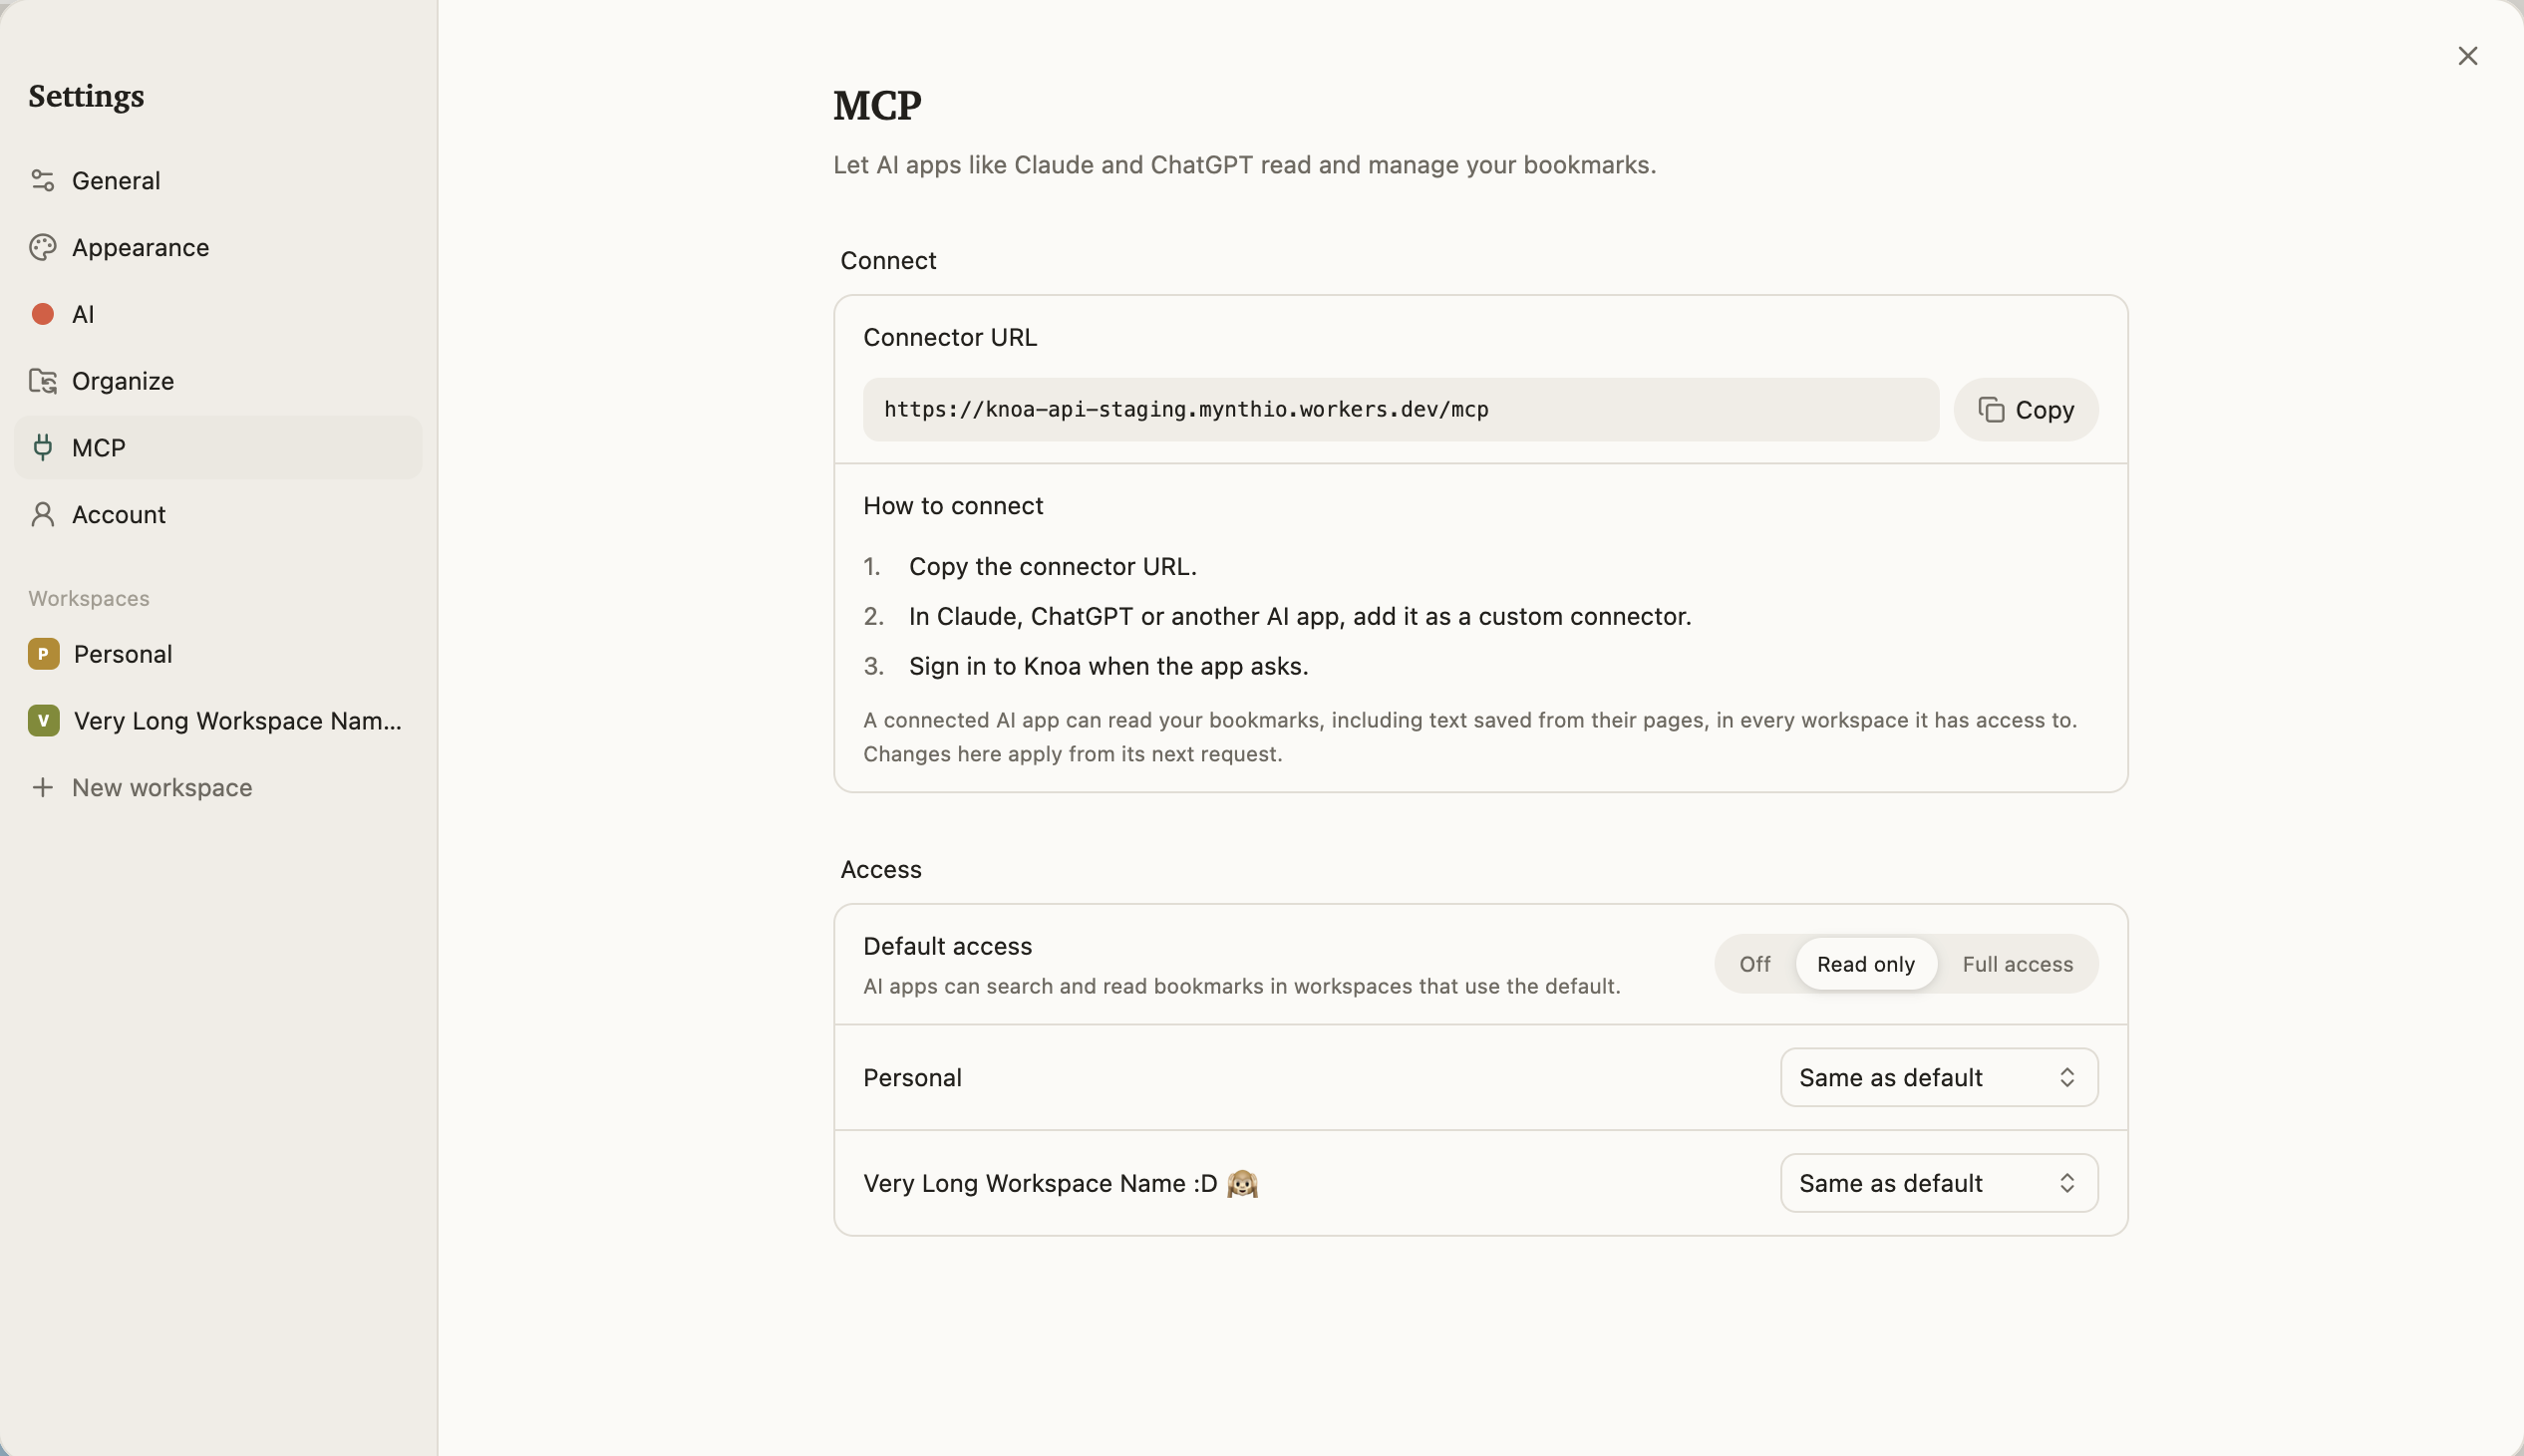 Settings
General
Appearance
AI
Organize
MCP
Account
Workspaces
P Personal
V Very Long Workspace Nam...
New workspace
MCP
Let AI apps like Claude and ChatGPT read and manage your bookmarks.
Connect
Connector URL
https://knoa-api-staging.mynthio.workers.dev/mcp
Copy
How to connect
1. Copy the connector URL.
2. In Claude, ChatGPT or another AI app, add it as a custom connector.
3. Sign in to Knoa when the app asks.
A connected AI app can read your bookmarks, including text saved from their pages, in every workspace it has access to.
Changes here apply from its next request.
Access
Default access
AI apps can search and read bookmarks in workspaces that use the default.
Off Read only Full access
Personal
Same as default
Very Long Workspace Name :D 🙉
Same as default